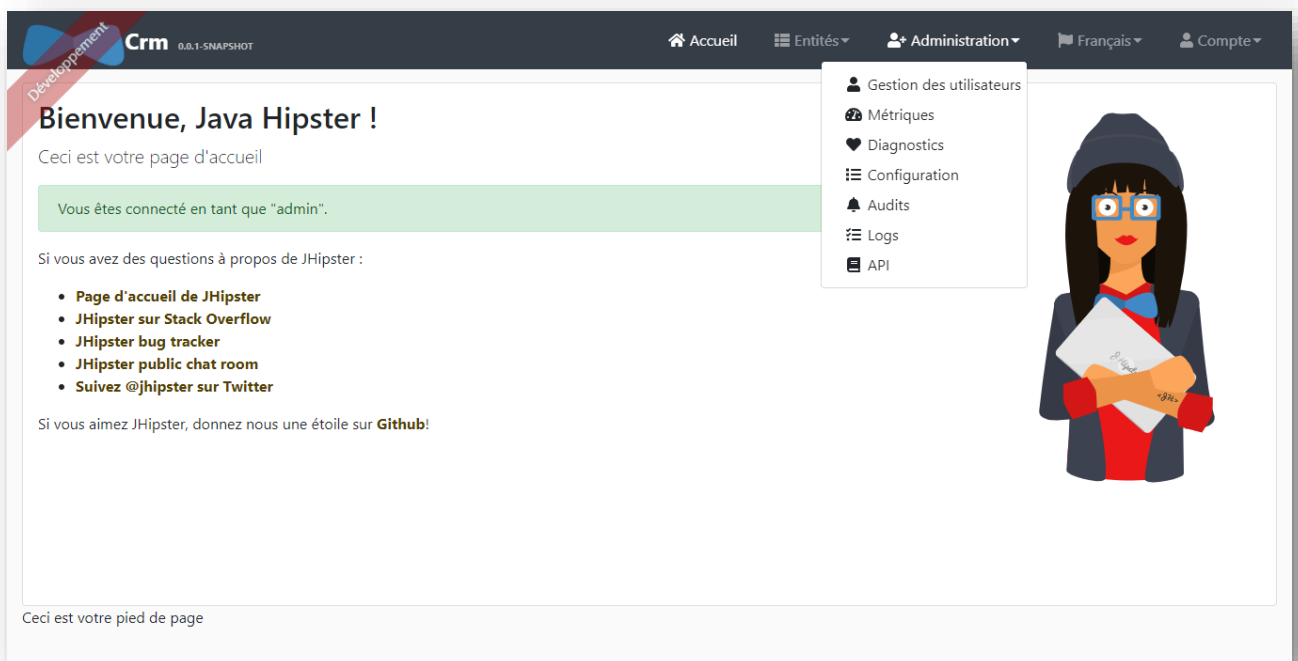 Développement
Crm 0.0.1-SNAPSHOT
Accueil
Entités
Administration
Français
Compte
Gestion des utilisateurs
Métriques
Diagnostics
Configuration
Audits
Logs
API
Bienvenue, Java Hipster !
Ceci est votre page d'accueil
Vous êtes connecté en tant que "admin".
Si vous avez des questions à propos de JHipster :
Page d'accueil de JHipster
JHipster sur Stack Overflow
JHipster bug tracker
JHipster public chat room
Suivez @jhipster sur Twitter
Si vous aimez JHipster, donnez nous une étoile sur Github!
<JH>
Ceci est votre pied de page